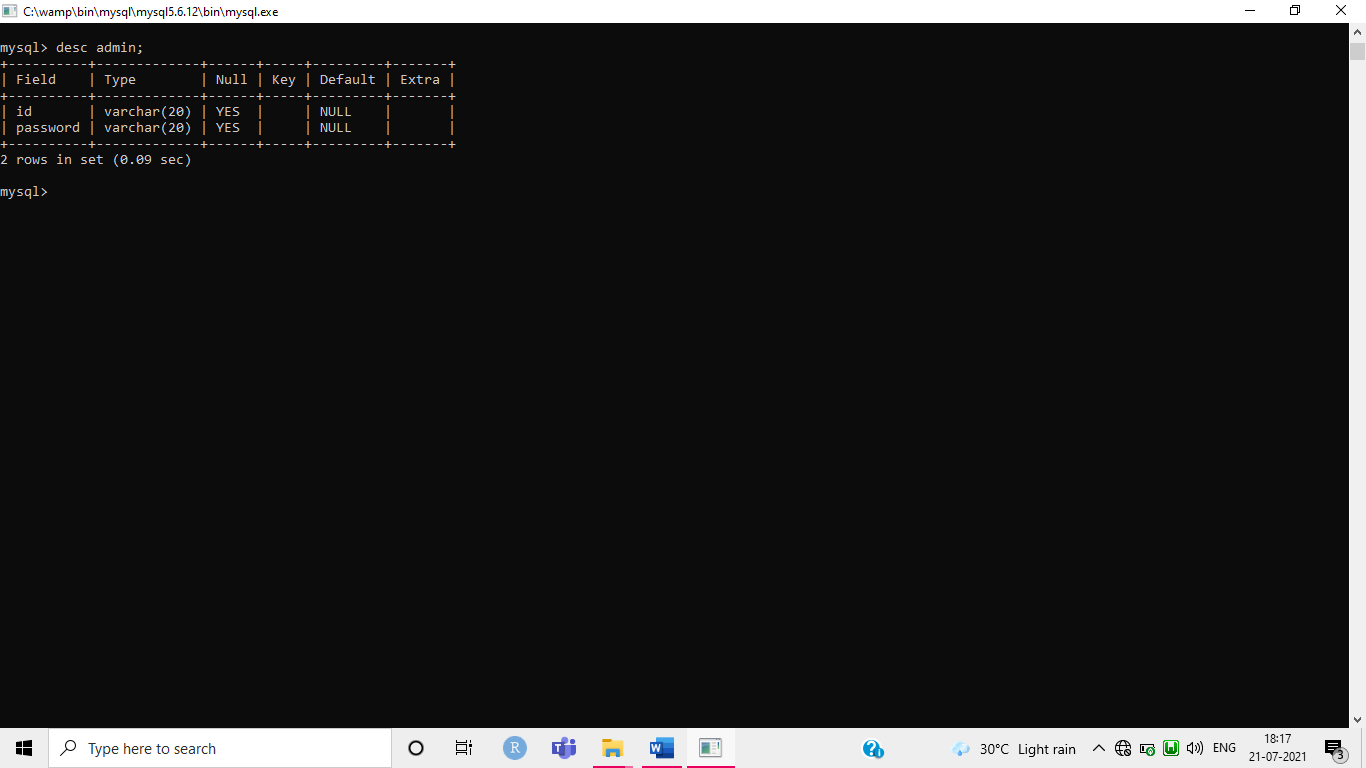 C:\wamp\bin\mysql\mysql5.6.12\bin\mysql.exe
mysql> desc admin;
+----------+-------------+------+-----+---------+-------+
| Field    | Type        | Null | Key | Default | Extra |
+----------+-------------+------+-----+---------+-------+
| id       | varchar(20) | YES  |     | NULL    |       |
| password | varchar(20) | YES  |     | NULL    |       |
+----------+-------------+------+-----+---------+-------+
2 rows in set (0.09 sec)
mysql>
Type here to search
R
T
W
30°C Light rain
ENG
18:17
21-07-2021
3